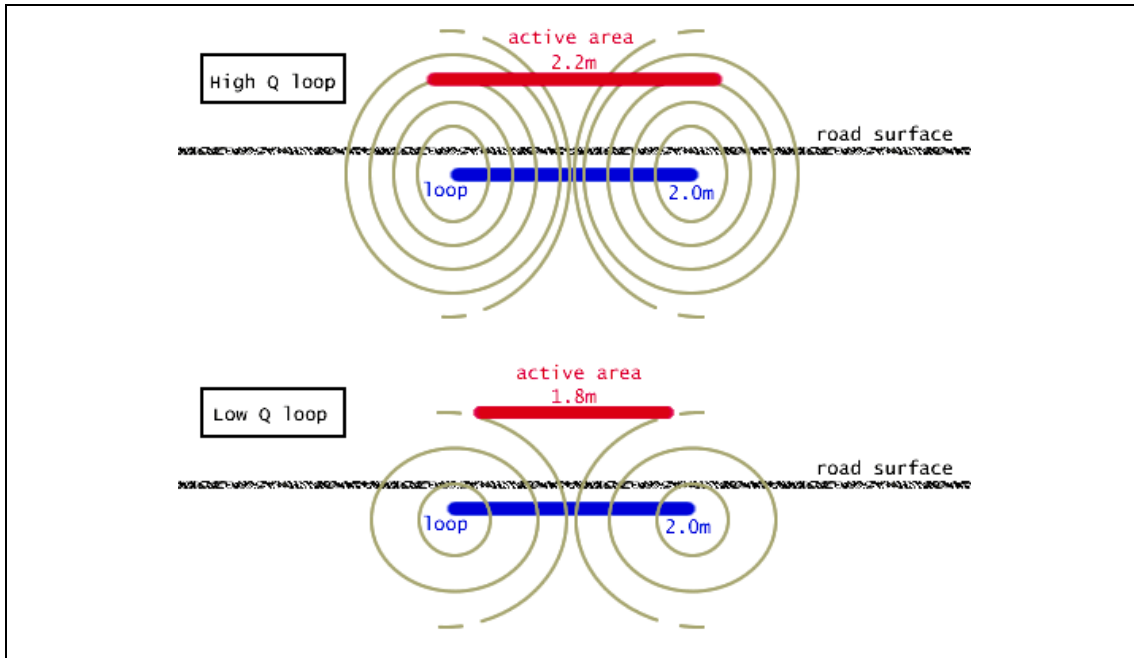 active area
2.2m
High Q loop
road surface
loop
2.0m
active area
1.8m
Low Q loop
road surface
loop
2.0m